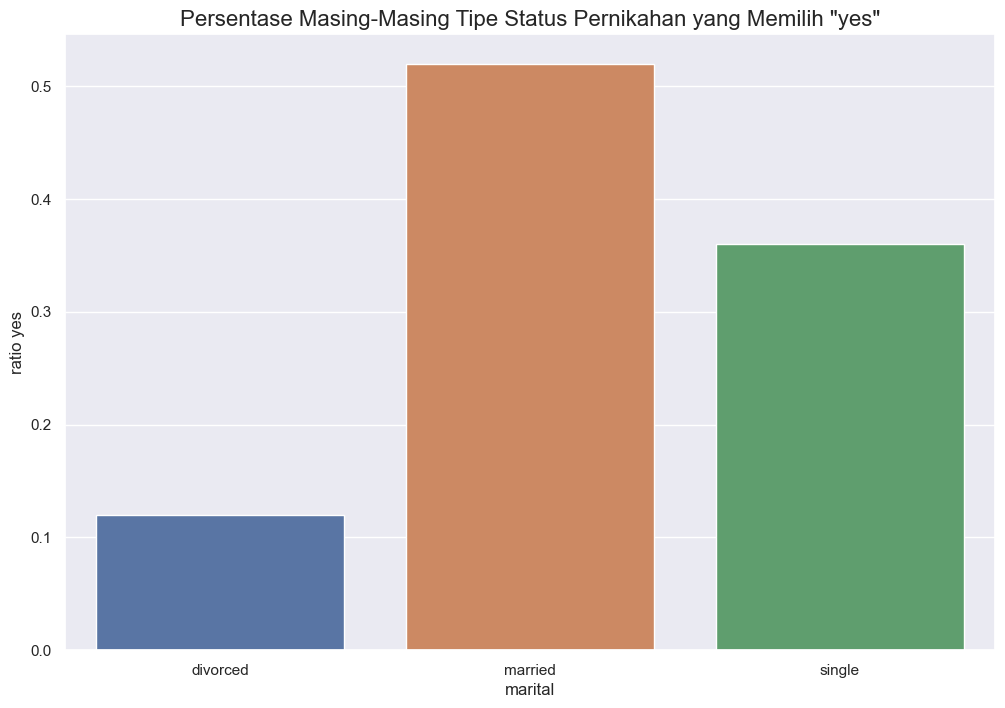 Persentase Masing-Masing Tipe Status Pernikahan yang Memilih "yes"
ratio yes
0.5
0.4
0.3
0.2
0.1
0.0
divorced married single
marital